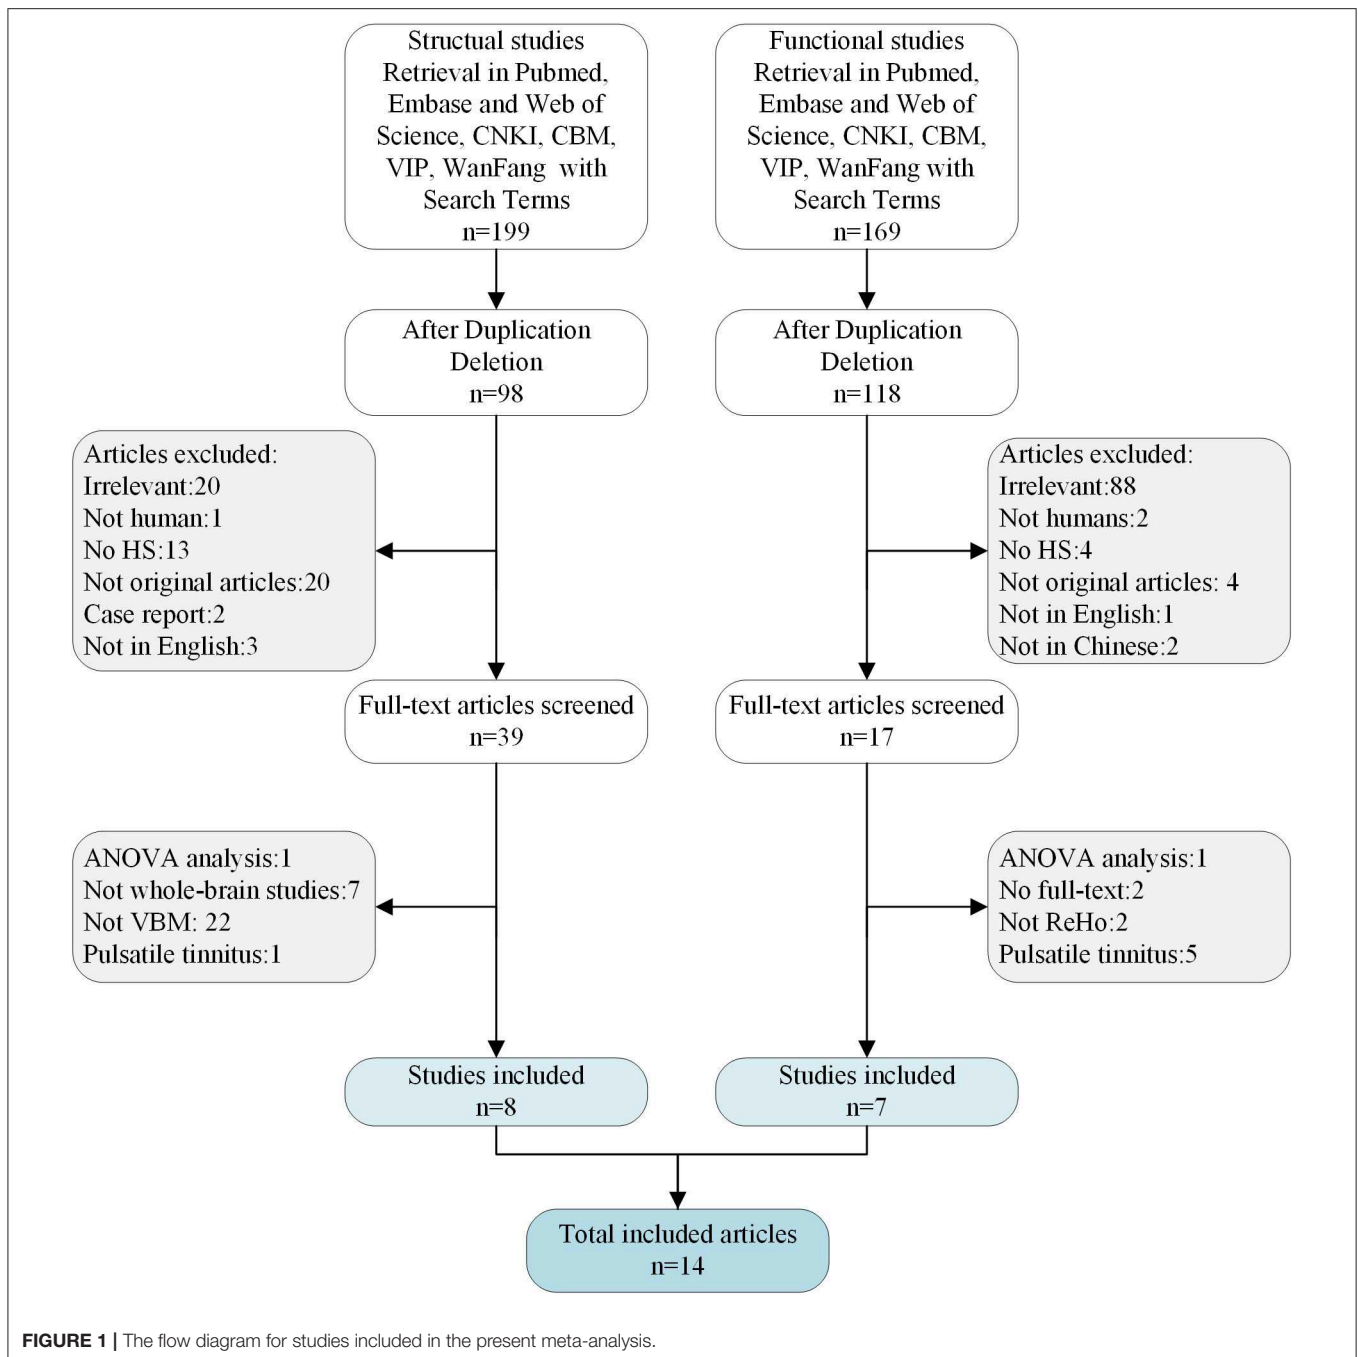 Structual studies
Retrieval in Pubmed,
Embase and Web of
Science, CNKI, CBM,
VIP, WanFang with
Search Terms
n=199
Functional studies
Retrieval in Pubmed,
Embase and Web of
Science, CNKI, CBM,
VIP, WanFang with
Search Terms
n=169
After Duplication
Deletion
n=98
After Duplication
Deletion
n=118
Articles excluded:
Irrelevant:20
Not human:1
No HS:13
Not original articles:20
Case report:2
Not in English:3
Articles excluded:
Irrelevant:88
Not humans:2
No HS:4
Not original articles: 4
Not in English:1
Not in Chinese:2
Full-text articles screened
n=39
Full-text articles screened
n=17
ANOVA analysis:1
Not whole-brain studies:7
Not VBM: 22
Pulsatile tinnitus:1
ANOVA analysis:1
No full-text:2
Not ReHo:2
Pulsatile tinnitus:5
Studies included
n=8
Studies included
n=7
Total included articles
n=14
FIGURE 1 | The flow diagram for studies included in the present meta-analysis.